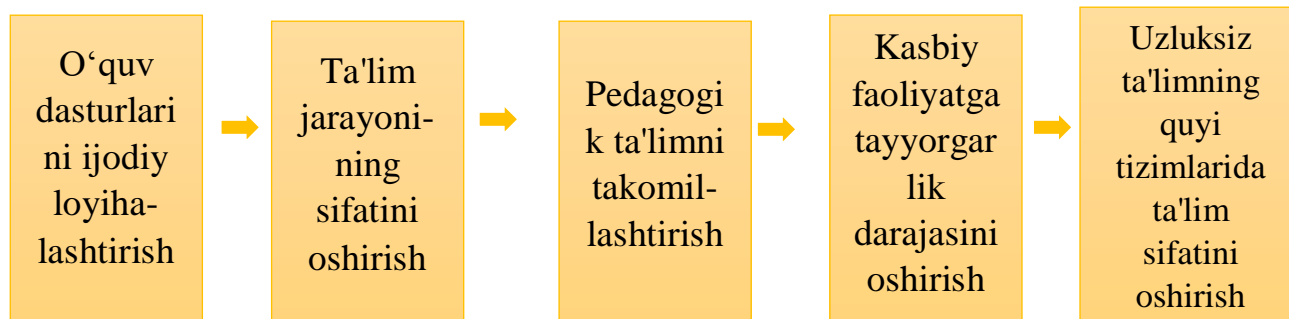 O‘quv
dasturlari
ni ijodiy
loyiha-
lashtirish
Ta'lim
jarayoni-
ning
sifatini
oshirish
Pedagogi
k ta'limni
takomil-
lashtirish
Kasbiy
faoliyatga
tayyorgar
lik
darajasini
oshirish
Uzluksiz
ta'limning
quyi
tizimlarida
ta'lim
sifatini
oshirish